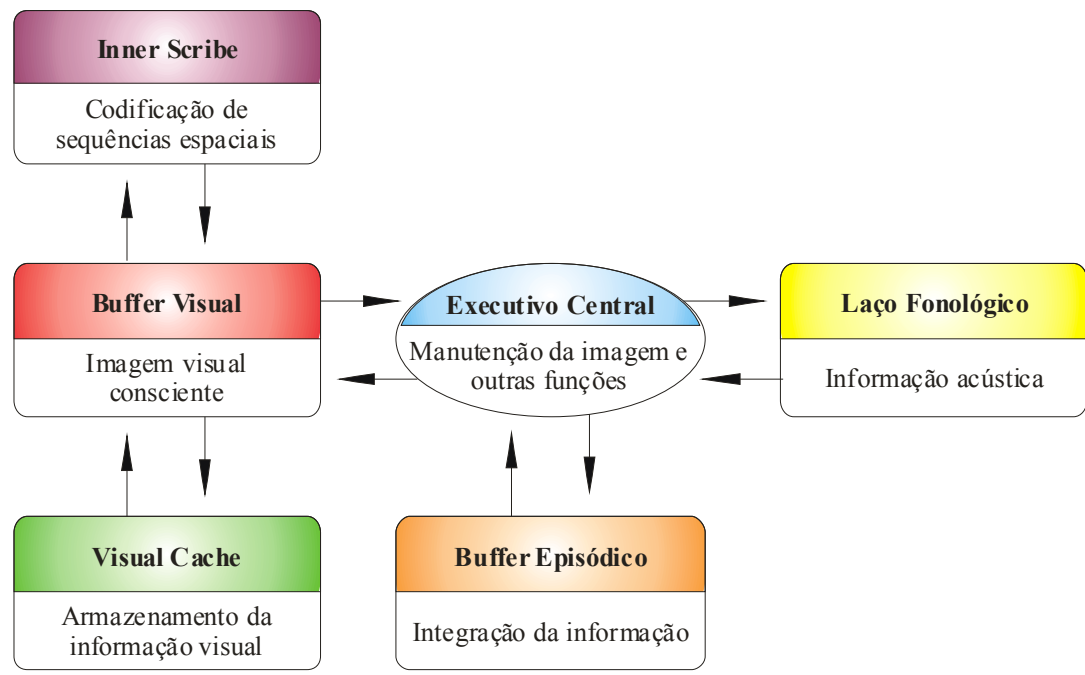 Inner Scribe
Codificação de
sequências espaciais
Buffer Visual
Imagem visual
consciente
Executivo Central
Manutenção da imagem e
outras funções
Laço Fonológico
Informação acústica
Visual Cache
Armazenamento da
informação visual
Buffer Episódico
Integração da informação